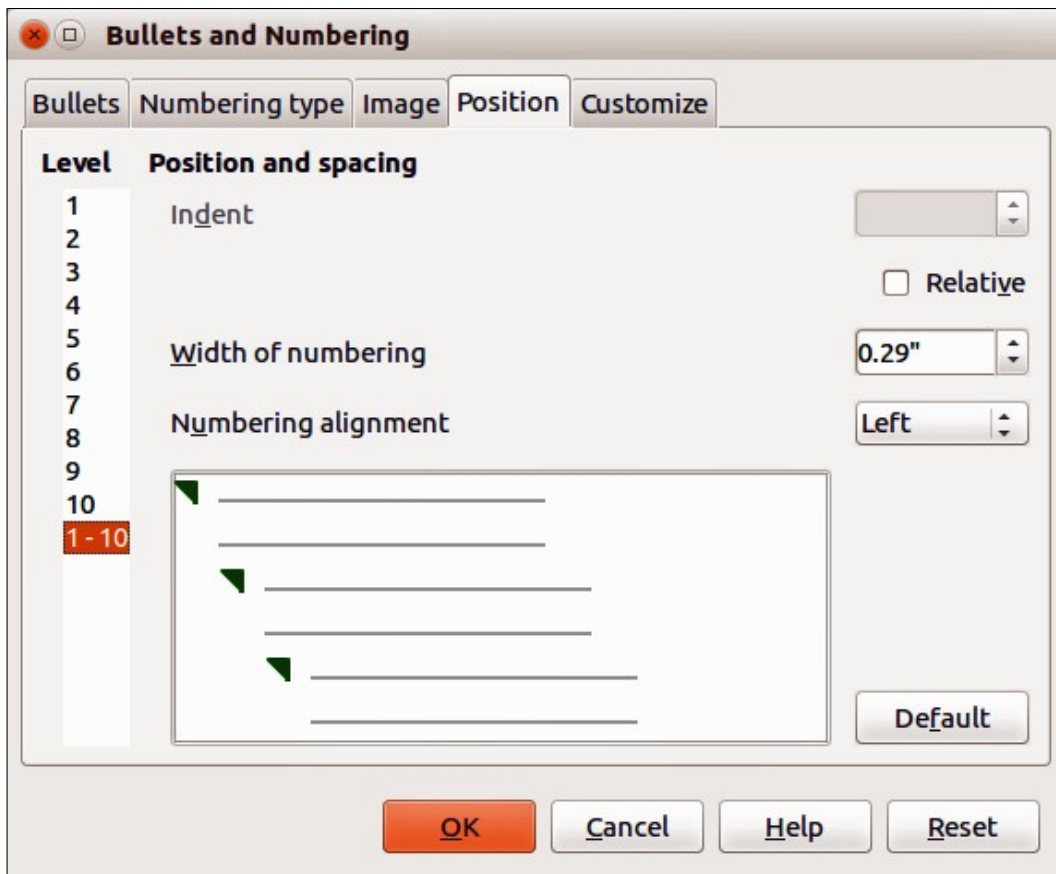 Bullets and Numbering
Bullets Numbering type Image Position Customize
Level Position and spacing
1
Indent
2
3
Relative
4
5
Width of numbering 0.29"
6
7
Numbering alignment Left
8
9
10
1 - 10
Default
OK Cancel Help Reset